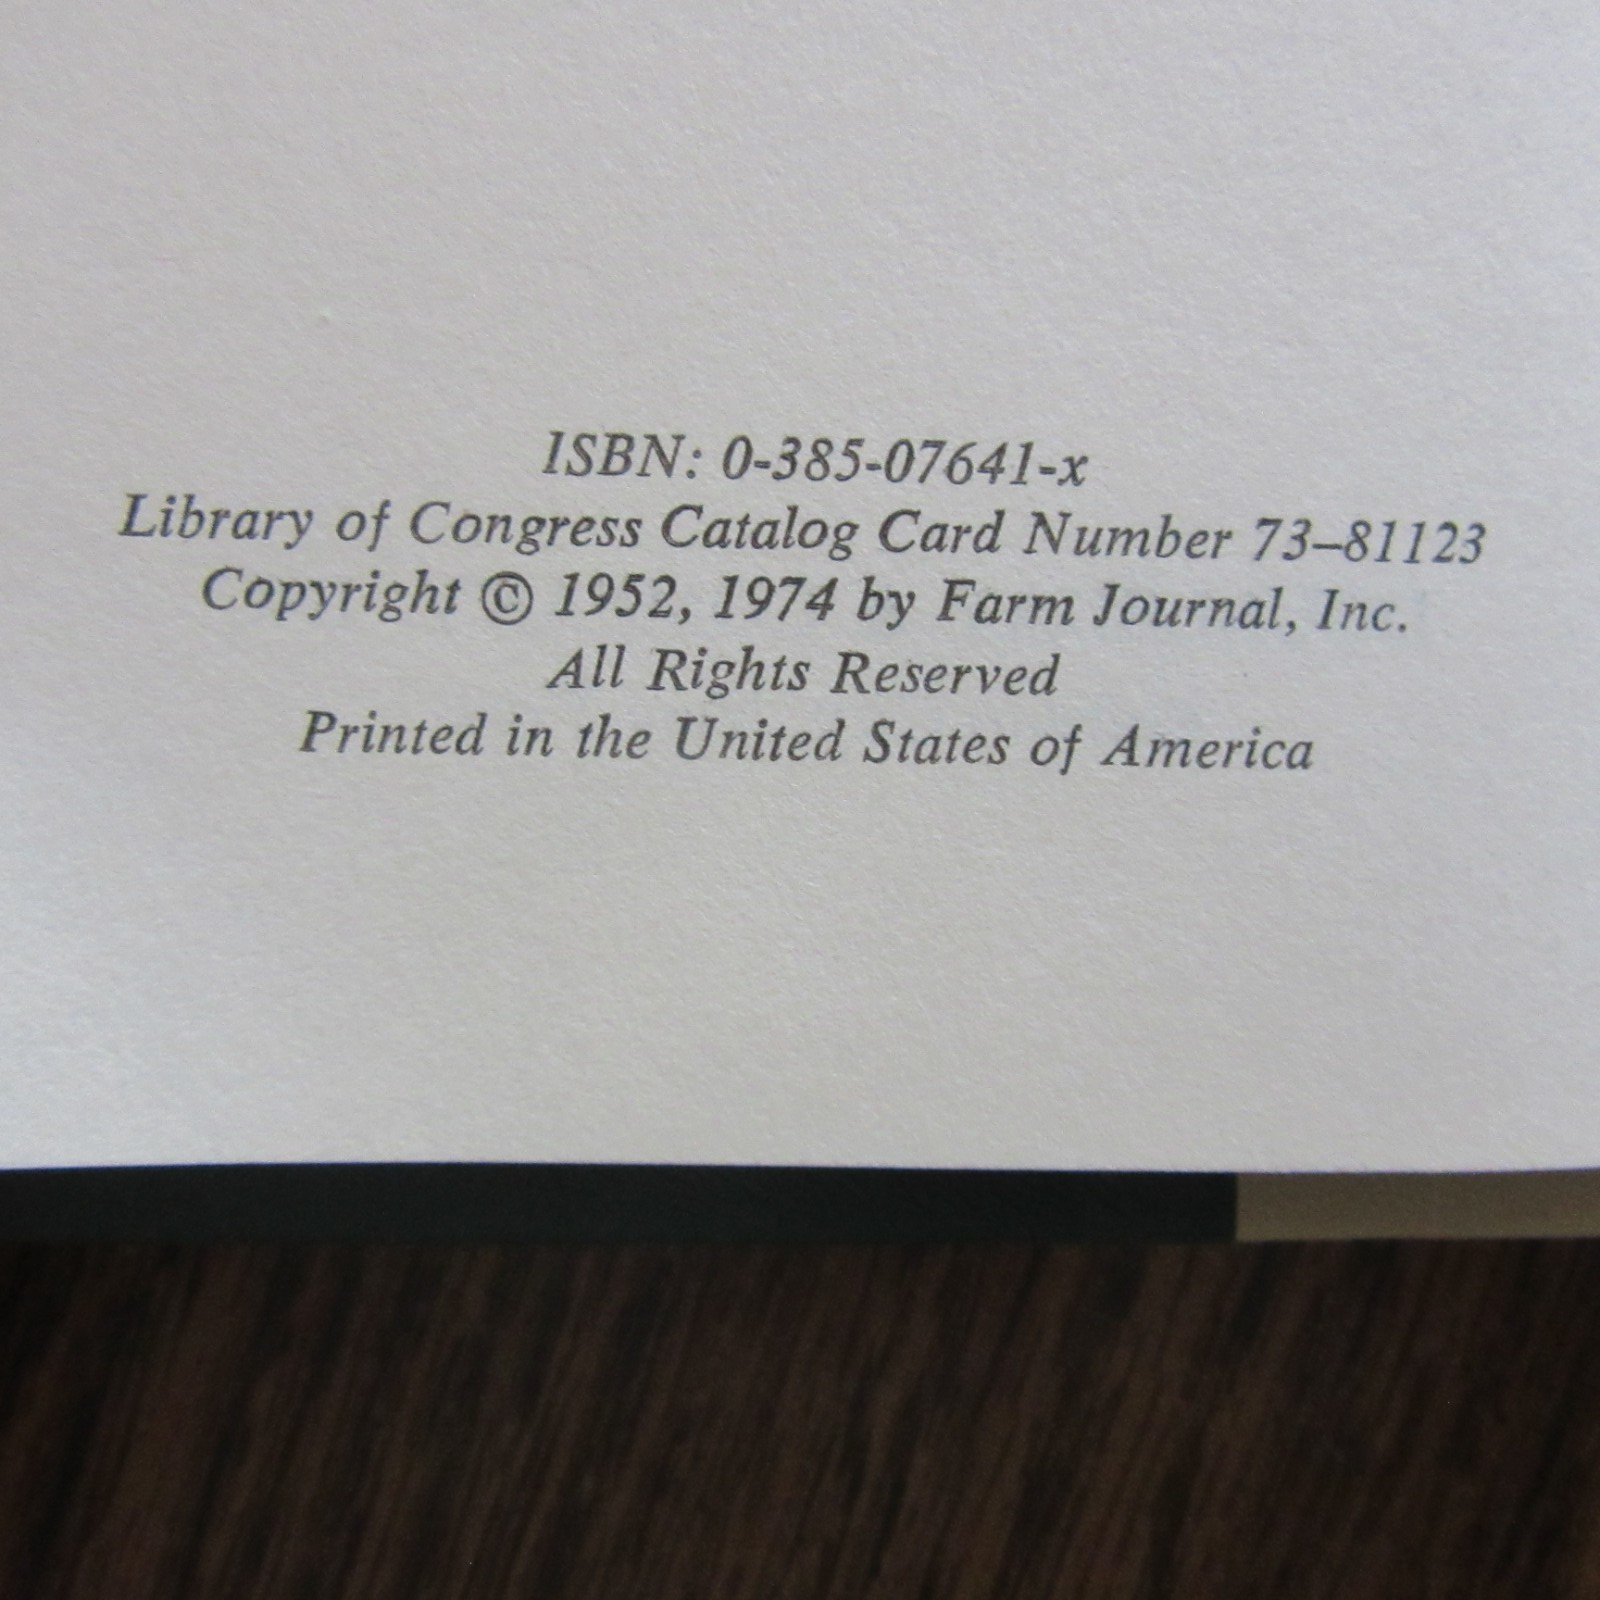 ISBN: 0-385-07641-x
Library of Congress Catalog Card Number 73–81123
Copyright © 1952, 1974 by Farm Journal, Inc.
All Rights Reserved
Printed in the United States of America